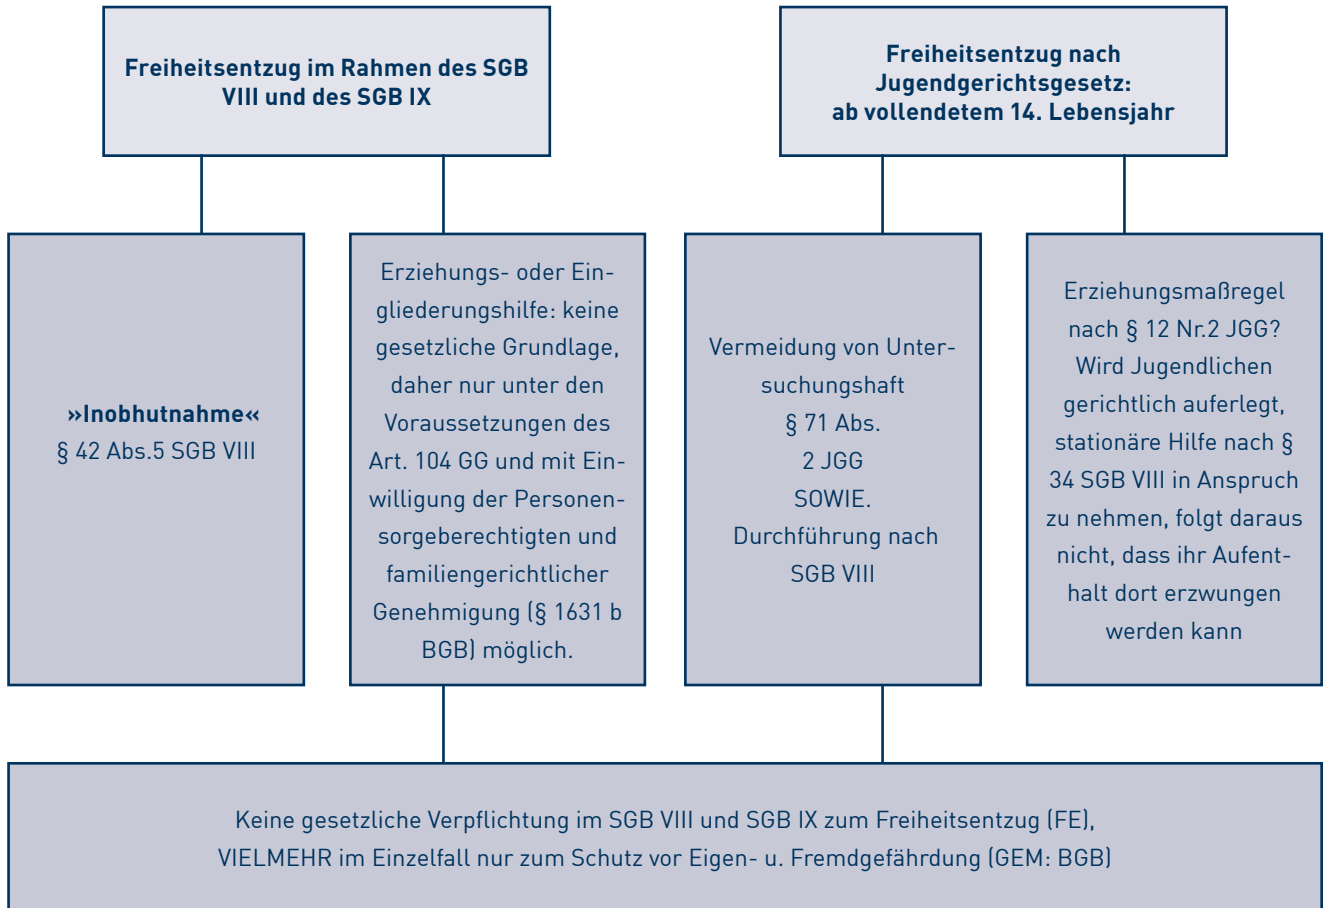 Freiheitsentzug im Rahmen des SGB
VIII und des SGB IX
Freiheitsentzug nach
Jugendgerichtsgesetz:
ab vollendetem 14. Lebensjahr
»Inobhutnahme«
§ 42 Abs.5 SGB VIII
Erziehungs- oder Ein-
gliederungshilfe: keine
gesetzliche Grundlage,
daher nur unter den
Voraussetzungen des
Art. 104 GG und mit Ein-
willigung der Personen-
sorgeberechtigten und
familiengerichtlicher
Genehmigung (§ 1631 b
BGB) möglich.
Vermeidung von Unter-
suchungshaft
§ 71 Abs.
2 JGG
SOWIE.
Durchführung nach
SGB VIII
Erziehungsmaßregel
nach § 12 Nr.2 JGG?
Wird Jugendlichen
gerichtlich auferlegt,
stationäre Hilfe nach §
34 SGB VIII in Anspruch
zu nehmen, folgt daraus
nicht, dass ihr Aufent-
halt dort erzwungen
werden kann
Keine gesetzliche Verpflichtung im SGB VIII und SGB IX zum Freiheitsentzug (FE),
VIELMEHR im Einzelfall nur zum Schutz vor Eigen- u. Fremdgefährdung (GEM: BGB)